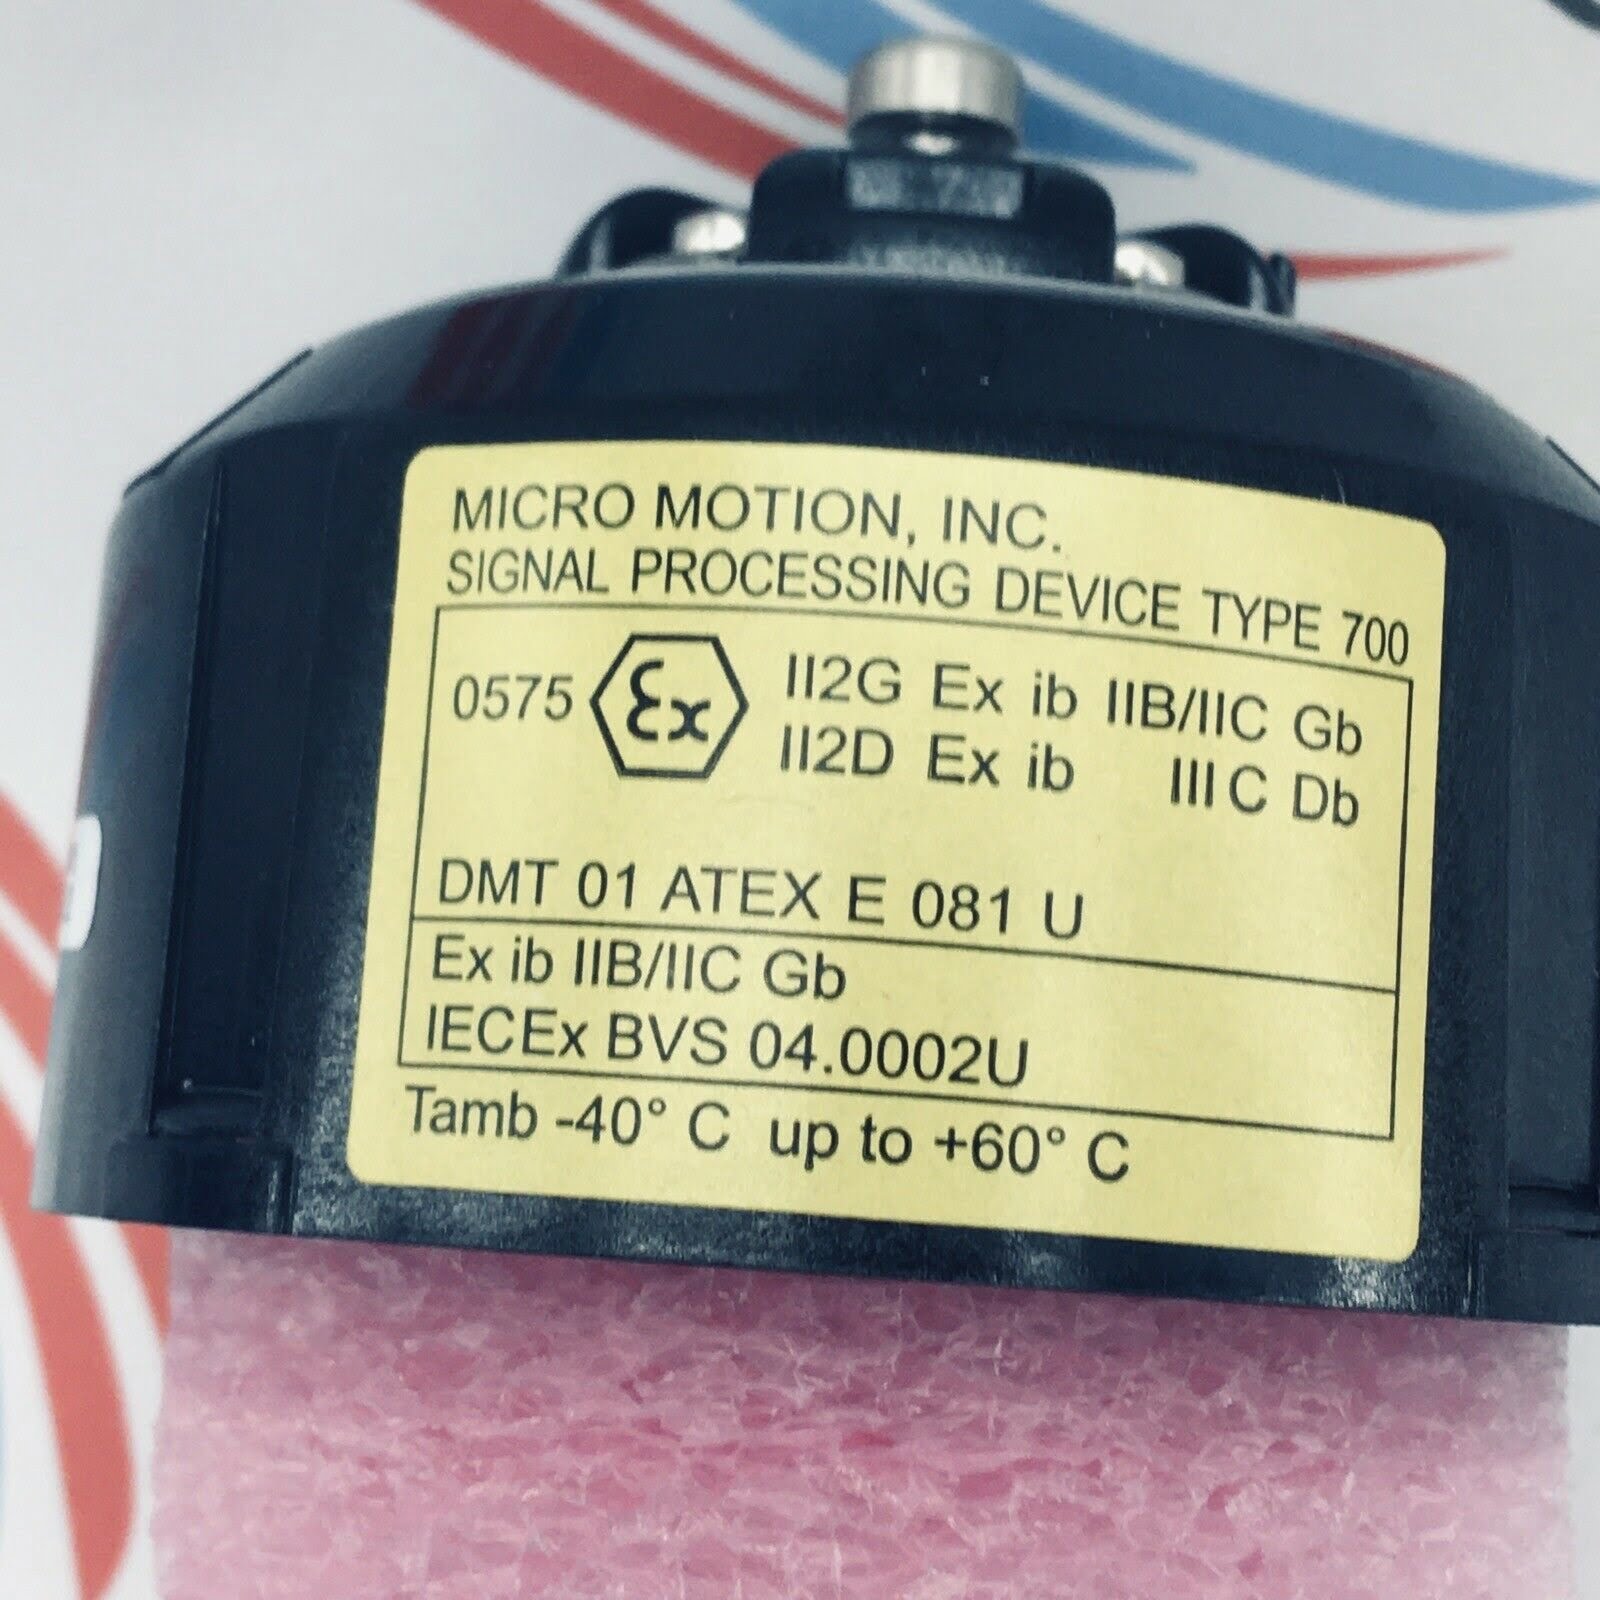 MICRO MOTION, INC.
SIGNAL PROCESSING DEVICE TYPE 700
0575 Ex II2G Ex ib IIB/IIC Gb
II2D Ex ib IIIC Db
DMT 01 ATEX E 081 U
Ex ib IIB/IIC Gb
IECEx BVS 04.0002U
Tamb -40° C up to +60° C